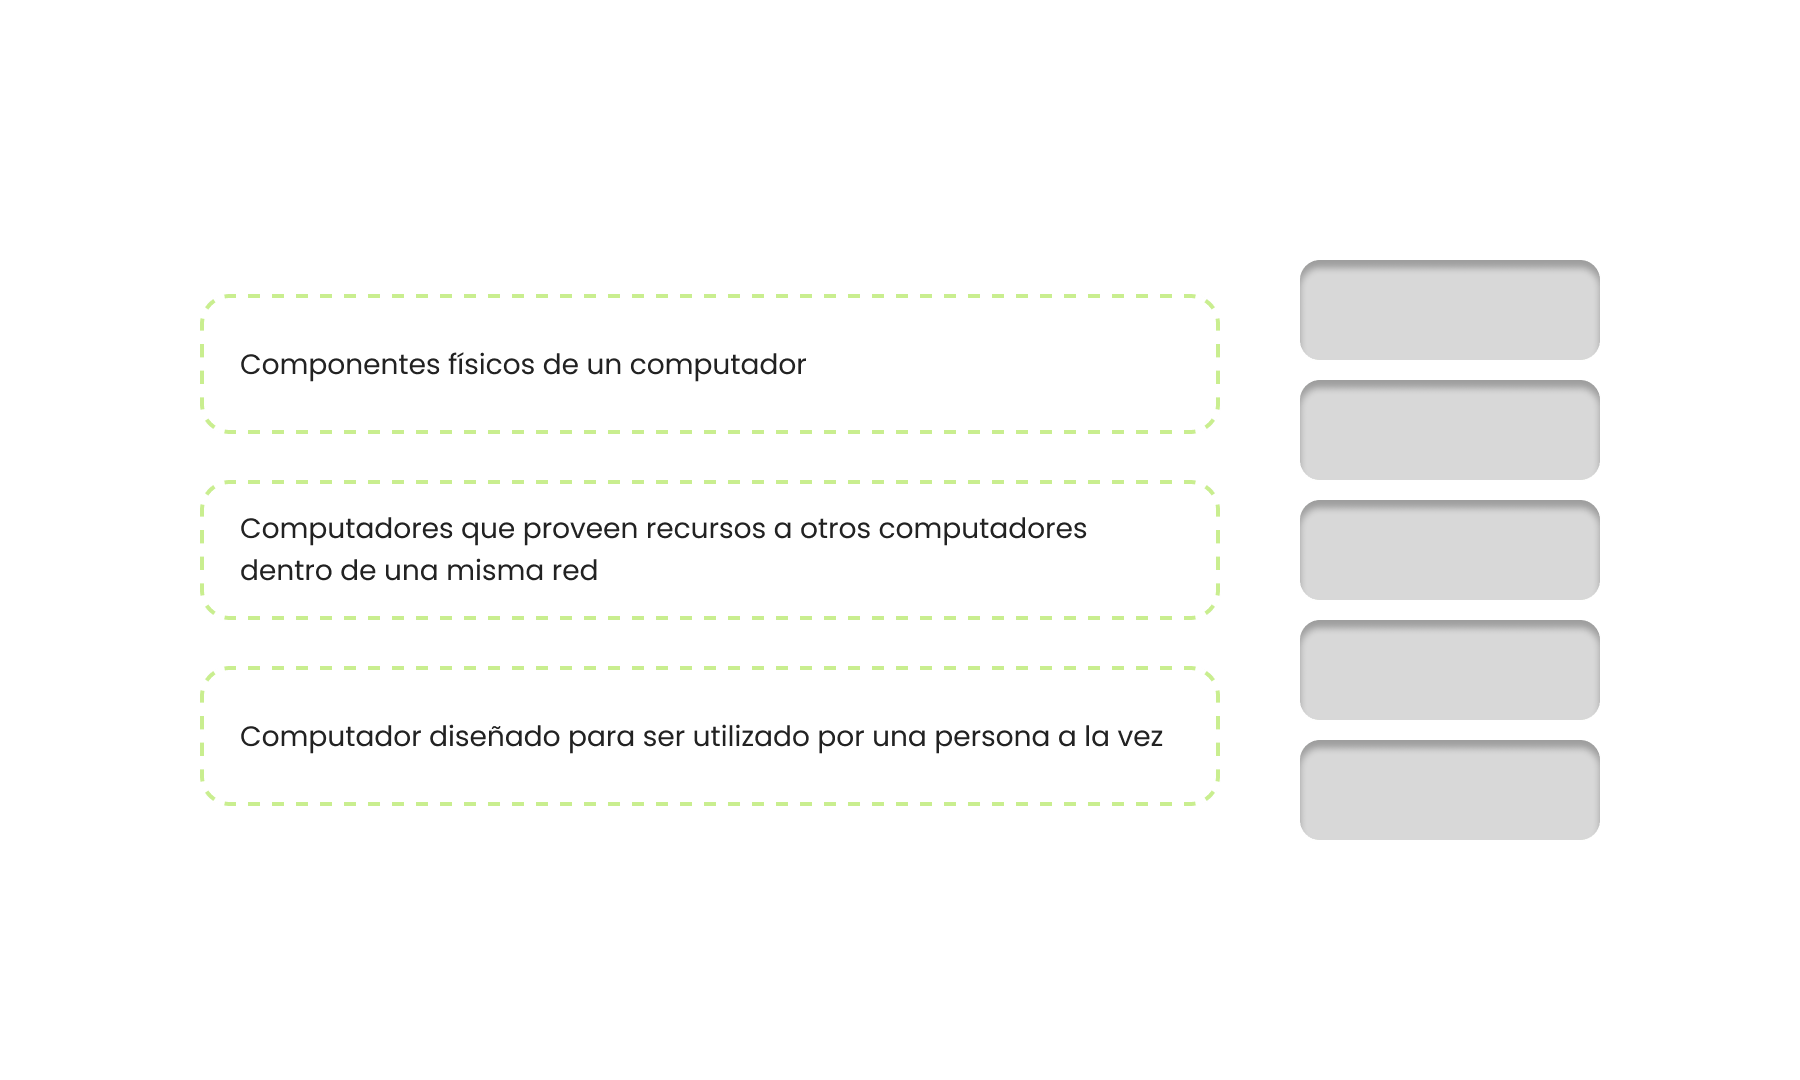 Componentes físicos de un computador
Computadores que proveen recursos a otros computadores
dentro de una misma red
Computador diseñado para ser utilizado por una persona a la vez